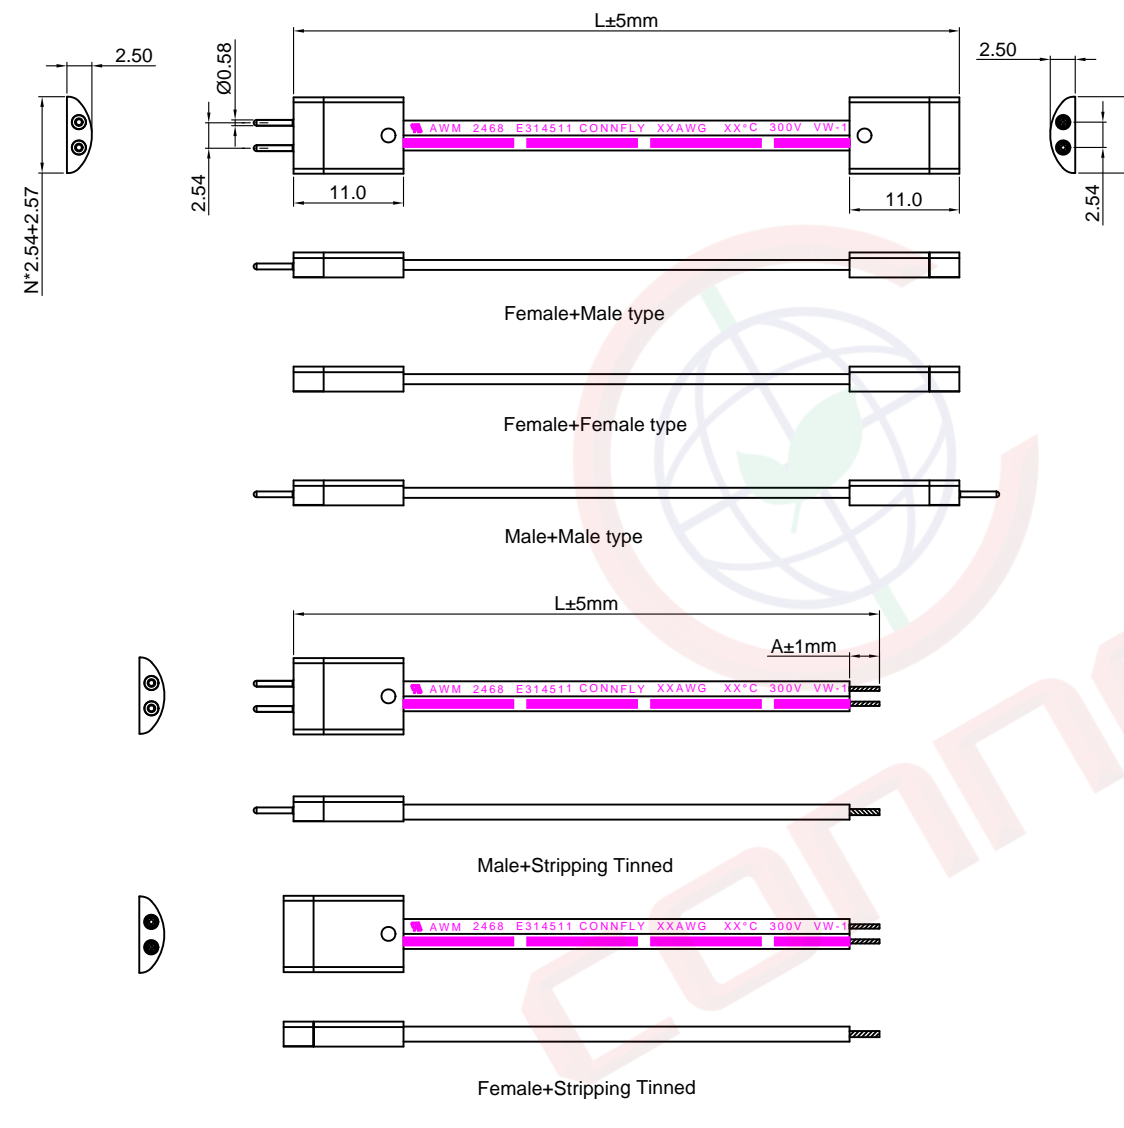 L±5mm
2.50
Ø0.58
2.50
AWM 2468 E314511 CONNFLY XXAWG XX°C 300V VW-1
N*2.54+2.57
2.54
11.0
11.0
2.54
Female+Male type
Female+Female type
Male+Male type
L±5mm
A±1mm
AWM 2468 E314511 CONNFLY XXAWG XX°C 300V VW-1
Male+Stripping Tinned
AWM 2468 E314511 CONNFLY XXAWG XX°C 300V VW-1
Female+Stripping Tinned